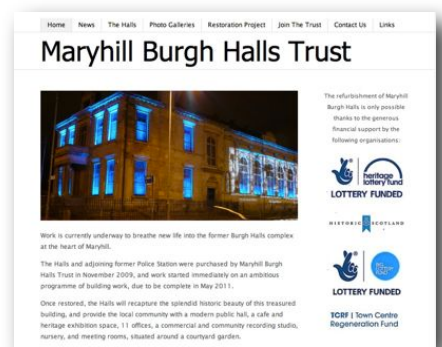 Home News The Halls Photo Galleries Restoration Project Join The Trust Contact Us Links
Maryhill Burgh Halls Trust
The refurbishment of Maryhill
Burgh Halls is only possible
thanks to the generous
financial support by the
following organisations:
heritage
lottery fund
LOTTERY FUNDED
HISTORIC SCOTLAND
BIG
LOTTERY
FUND
LOTTERY FUNDED
TCRF | Town Centre
Regeneration Fund
Work is currently underway to breathe new life into the former Burgh Halls complex
at the heart of Maryhill.
The Halls and adjoining former Police Station were purchased by Maryhill Burgh
Halls Trust in November 2009, and work started immediately on an ambitious
programme of building work, due to be complete in May 2011.
Once restored, the Halls will recapture the splendid historic beauty of this treasured
building, and provide the local community with a modern public hall, a cafe and
heritage exhibition space, 11 offices, a commercial and community recording studio,
nursery, and meeting rooms, situated around a courtyard garden.